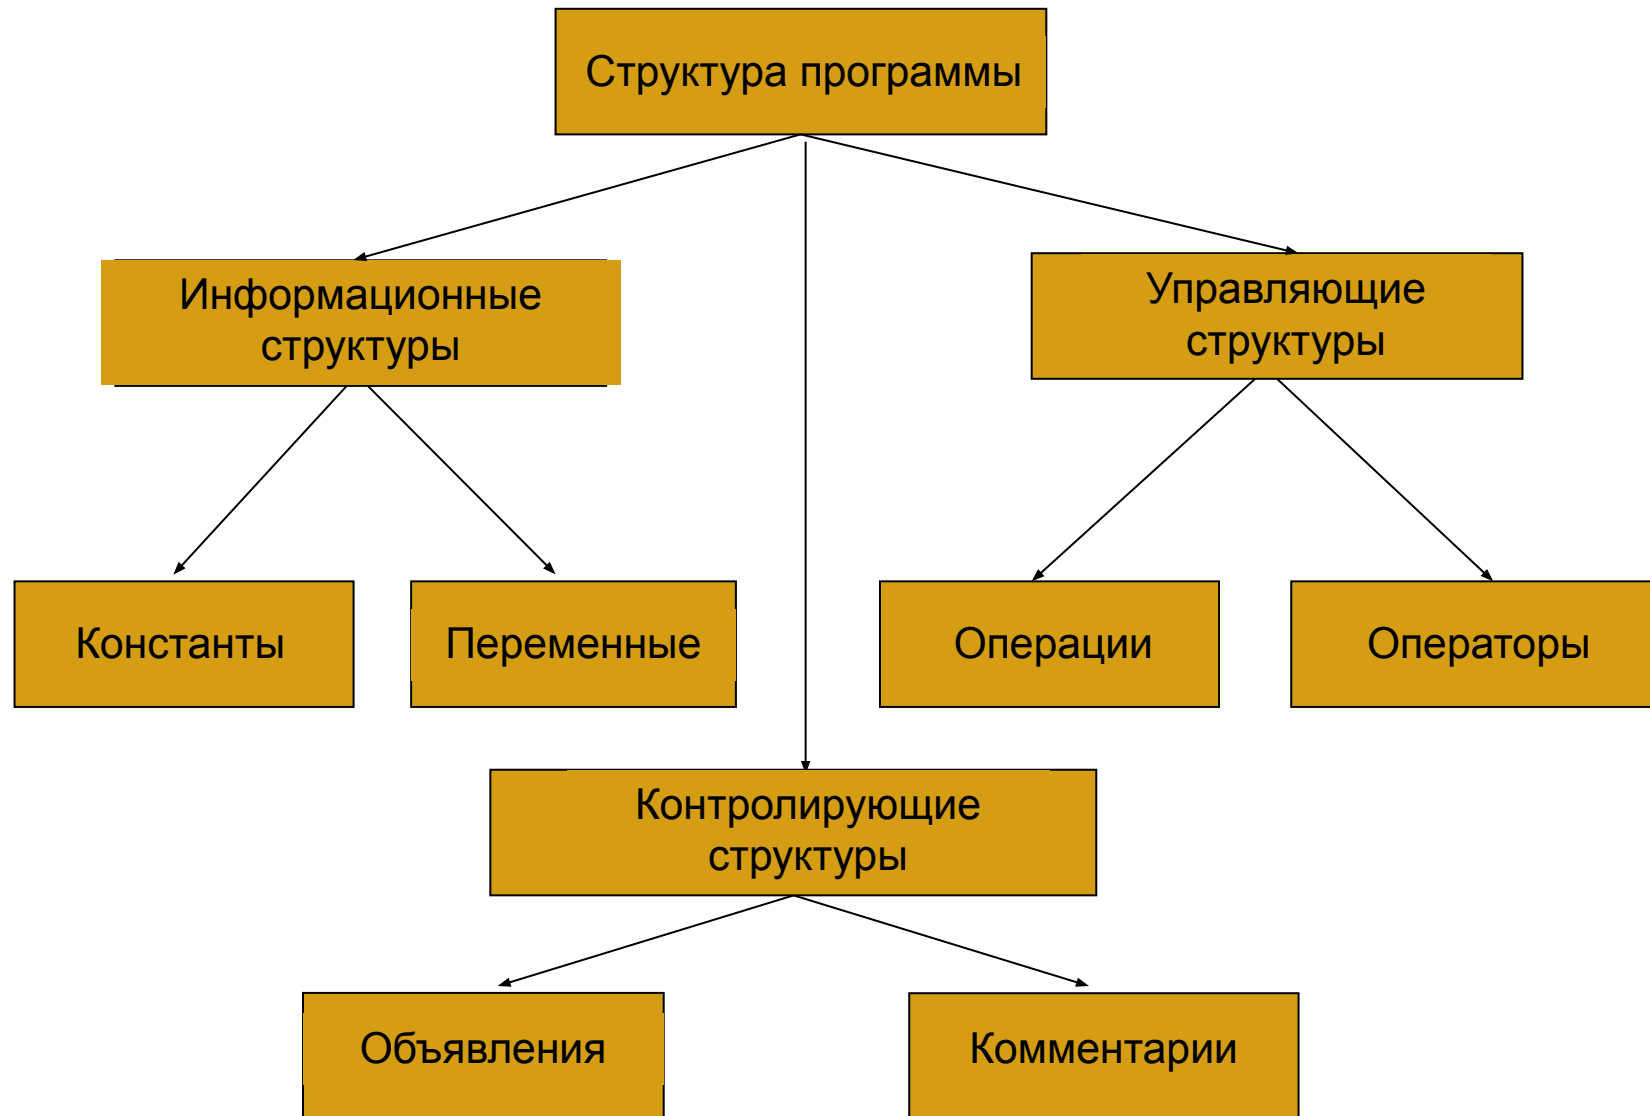 Структура программы
Информационные
структуры
Управляющие
структуры
Константы
Переменные
Операции
Операторы
Контролирующие
структуры
Объявления
Комментарии